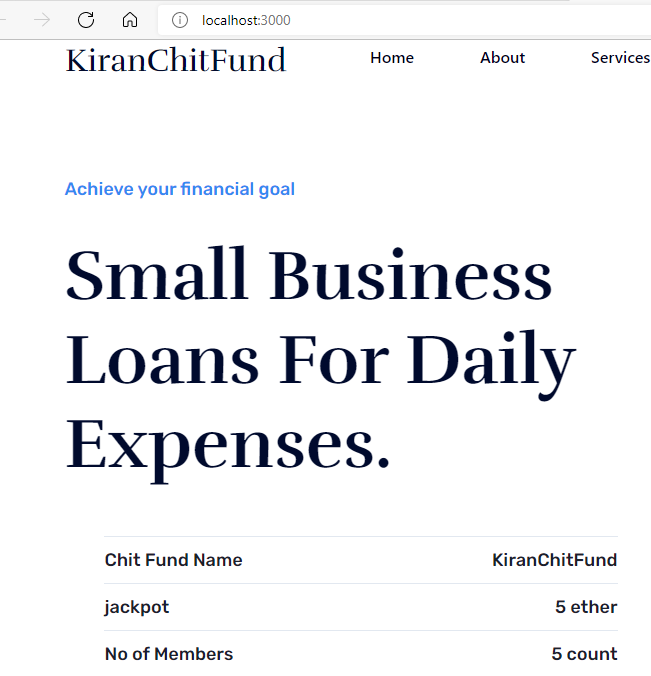 localhost:3000
KiranChitFund Home About Services
Achieve your financial goal
Small Business
Loans For Daily
Expenses.
Chit Fund Name KiranChitFund
jackpot 5 ether
No of Members 5 count